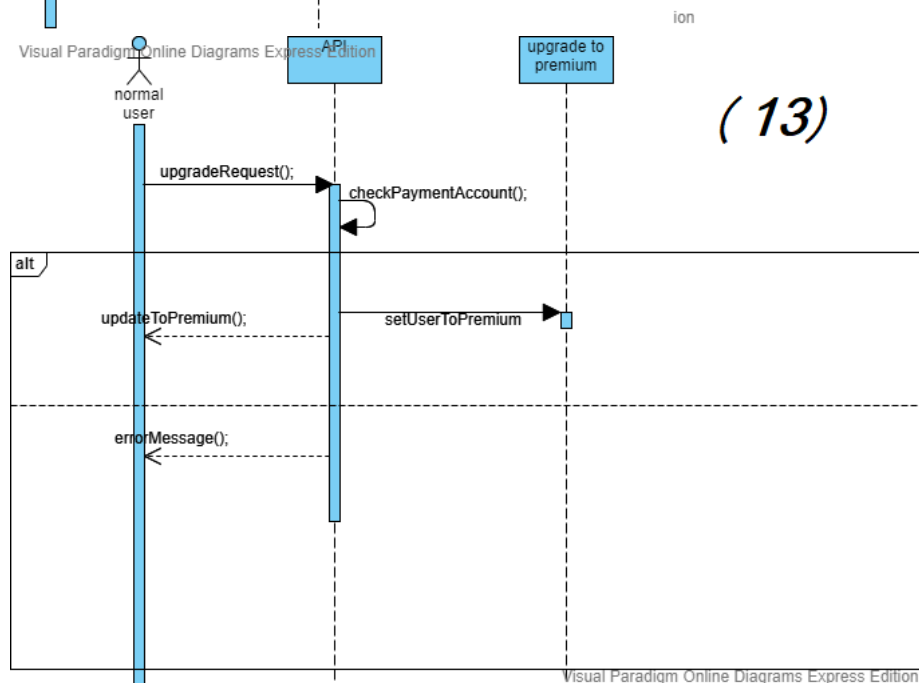 ion
Visual Paradigm Online Diagrams Express Edition
API
upgrade to
premium
normal
user
( 13)
upgradeRequest();
checkPaymentAccount();
alt
updateToPremium();
setUserToPremium
errorMessage();
Visual Paradigm Online Diagrams Express Edition